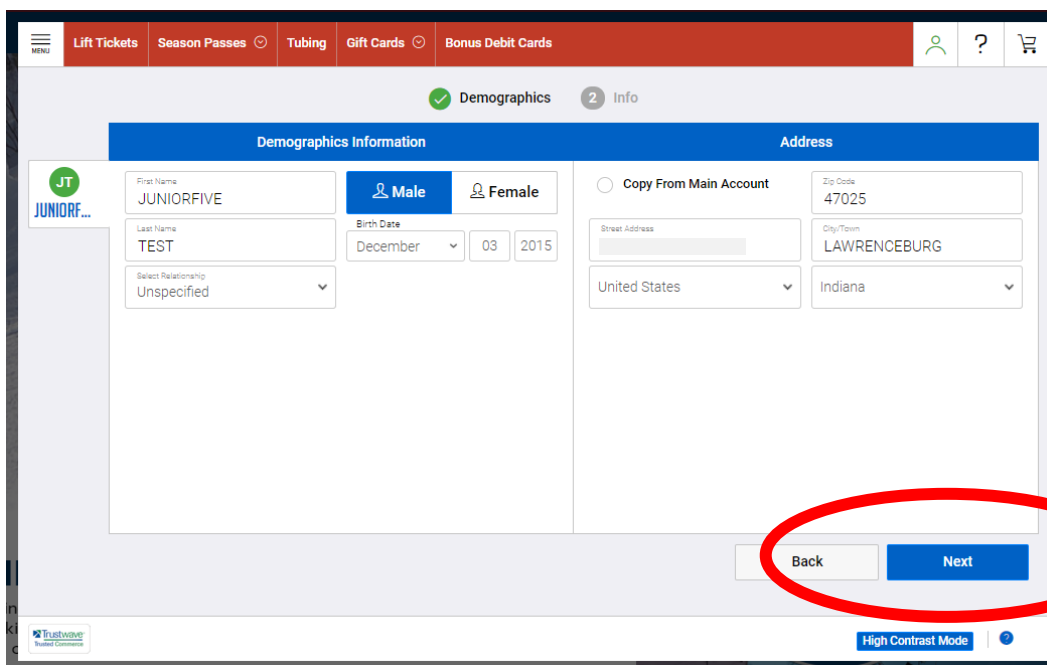 MENU Lift Tickets Season Passes Tubing Gift Cards Bonus Debit Cards ?
Demographics 2 Info
Demographics Information Address
JT
JUNIORF...
First Name
JUNIORFIVE
Male Female
Copy From Main Account
Zip Code
47025
Last Name
TEST
Birth Date
December 03 2015
Street Address
City/Town
LAWRENCEBURG
Select Relationship
Unspecified
United States Indiana
Back Next
Trustwave
Trusted Commerce
High Contrast Mode ?